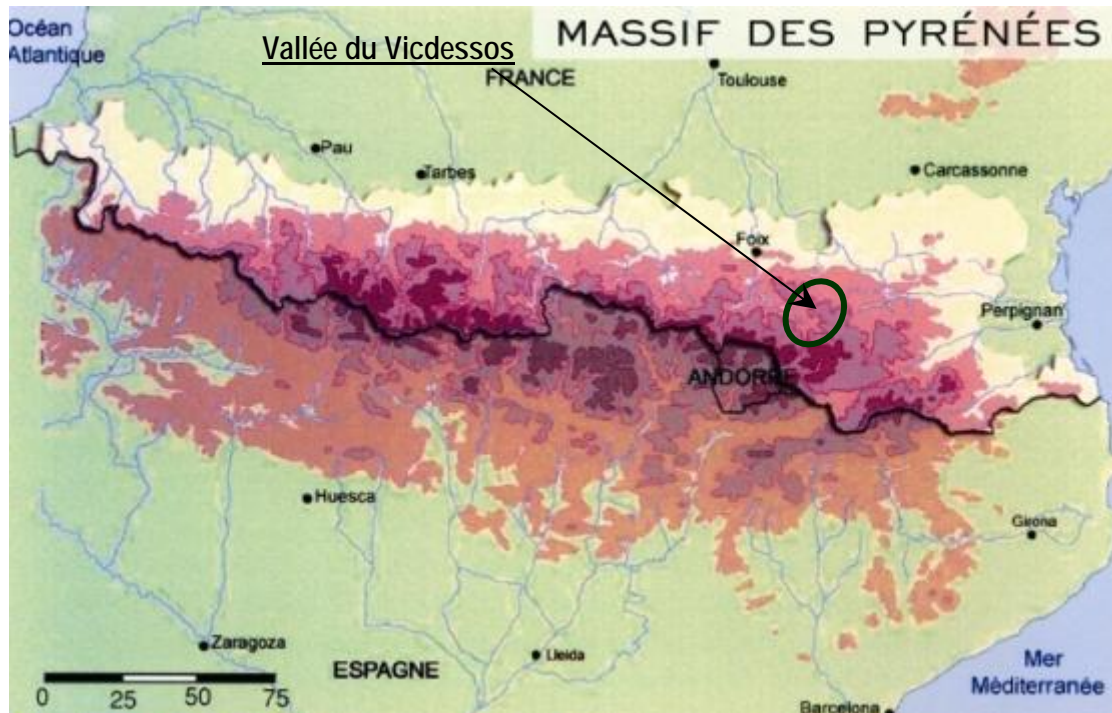 Océan
Atlantique
Vallée du Vicdessos
MASSIF DES PYRÉNÉES
FRANCE
Toulouse
Pau
Tarbes
Carcassonne
Foix
Perpignan
ANDORRE
Huesca
Girona
Zaragoza
Lleida
ESPAGNE
Mer
Méditerranée
0 25 50 75
Barcelona